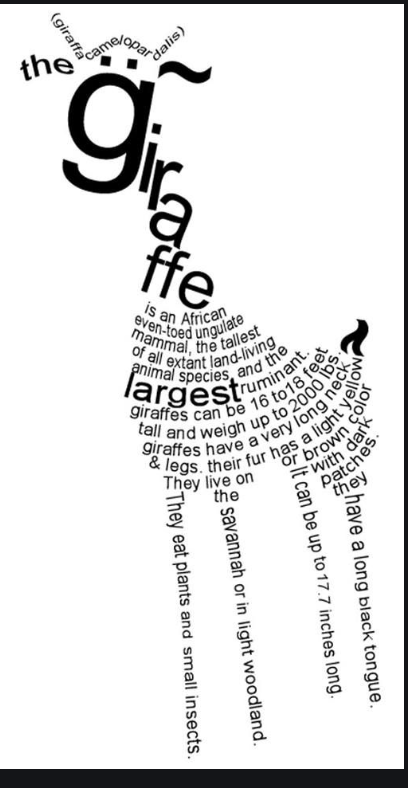 (giraffa camelopardalis)
the
g̈iraffe
is an African
even-toed ungulate
mammal, the tallest
of all extant land-living
animal species, and the
largest ruminant.
giraffes can be 16 to18 feet
tall and weigh up to 2000 lbs.
giraffes have a very long neck
& legs. their fur has a light yellow
or brown color
with dark
patches.
They live on
the
savannah or in light woodland.
They eat plants and small insects.
they
have a long black tongue.
It can be up to 17.7 inches long.